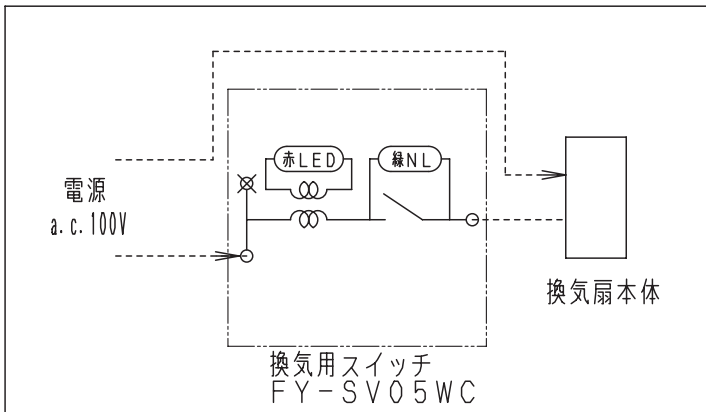 赤LED
緑NL
電源
a.c.100V
換気扇本体
換気用スイッチ
FY-SV05WC